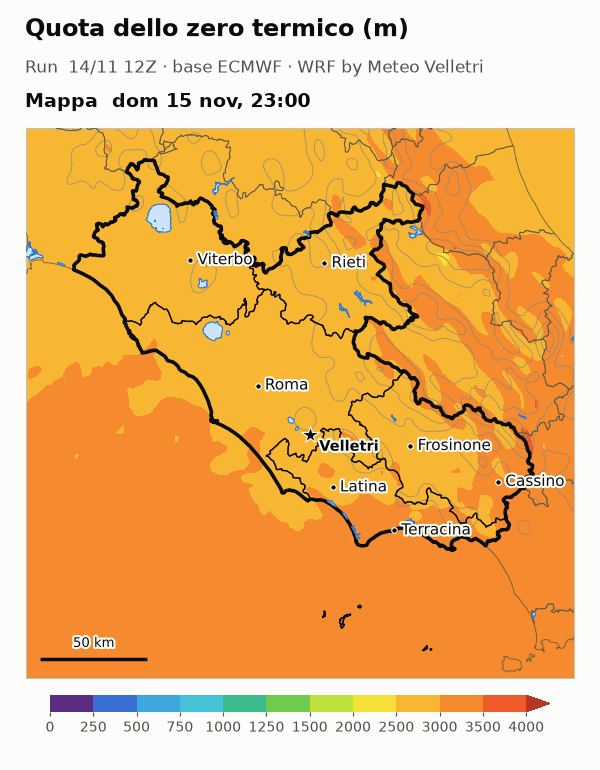 Quota dello zero termico (m)
Run  14/11 12Z · base ECMWF · WRF by Meteo Velletri
Mappa  dom 15 nov, 23:00
Viterbo
Rieti
Roma
Velletri
Frosinone
Cassino
Latina
Terracina
50 km
0 250 500 750 1000 1250 1500 2000 2500 3000 3500 4000